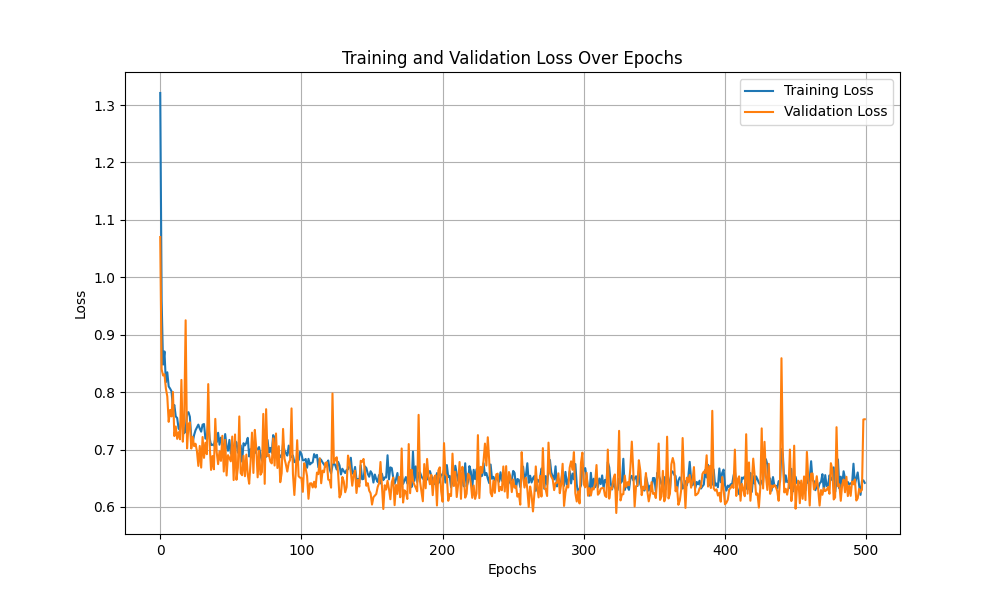 Training and Validation Loss Over Epochs
Training Loss
Validation Loss
1.3
1.2
1.1
1.0
0.9
0.8
0.7
0.6
Loss
0 100 200 300 400 500
Epochs